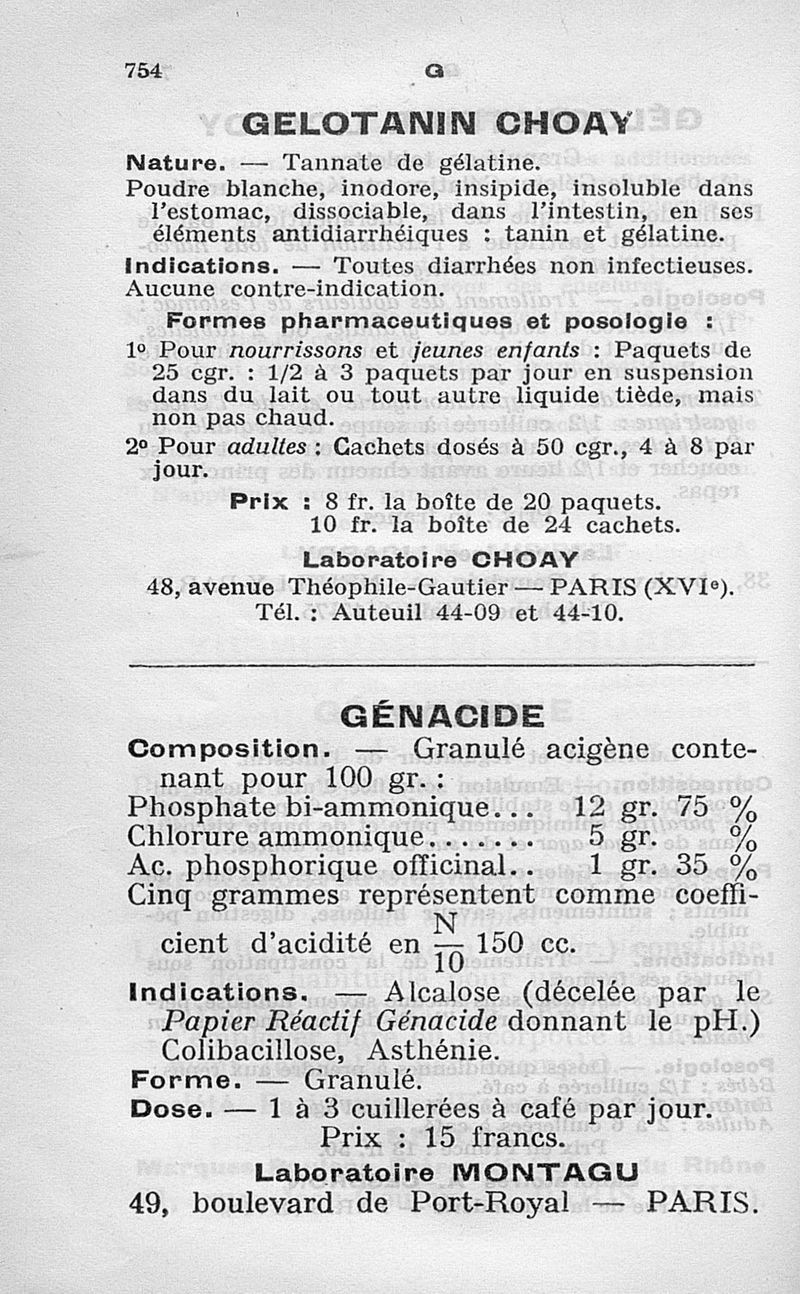 754
G
GELOTANIN CHOAY
Nature. — Tannate de gélatine.
Poudre blanche, inodore, insipide, insoluble dans
l'estomac, dissociable, dans l'intestin, en ses
éléments antidiarrhéiques : tanin et gélatine.
Indications. — Toutes diarrhées non infectieuses.
Aucune contre-indication.
Formes pharmaceutiques et posologie :
1º Pour nourrissons et jeunes enfants : Paquets de
25 cgr. : 1/2 à 3 paquets par jour en suspension
dans du lait ou tout autre liquide tiède, mais
non pas chaud.
2º Pour adultes : Cachets dosés à 50 cgr., 4 à 8 par
jour.
Prix : 8 fr. la boîte de 20 paquets.
10 fr. la boîte de 24 cachets.
Laboratoire CHOAY
48, avenue Théophile-Gautier — PARIS (XVIe).
Tél. : Auteuil 44-09 et 44-10.
GÉNACIDE
Composition. — Granulé acigène conte-
nant pour 100 gr. :
Phosphate bi-ammonique... 12 gr. 75 %
Chlorure ammonique....... 5 gr. %
Ac. phosphorique officinal.. 1 gr. 35 %
Cinq grammes représentent comme coeffi-
cient d'acidité en N/10 150 cc.
Indications. — Alcalose (décelée par le
Papier Réactif Génacide donnant le pH.)
Colibacillose, Asthénie.
Forme. — Granulé.
Dose. — 1 à 3 cuillerées à café par jour.
Prix : 15 francs.
Laboratoire MONTAGU
49, boulevard de Port-Royal — PARIS.